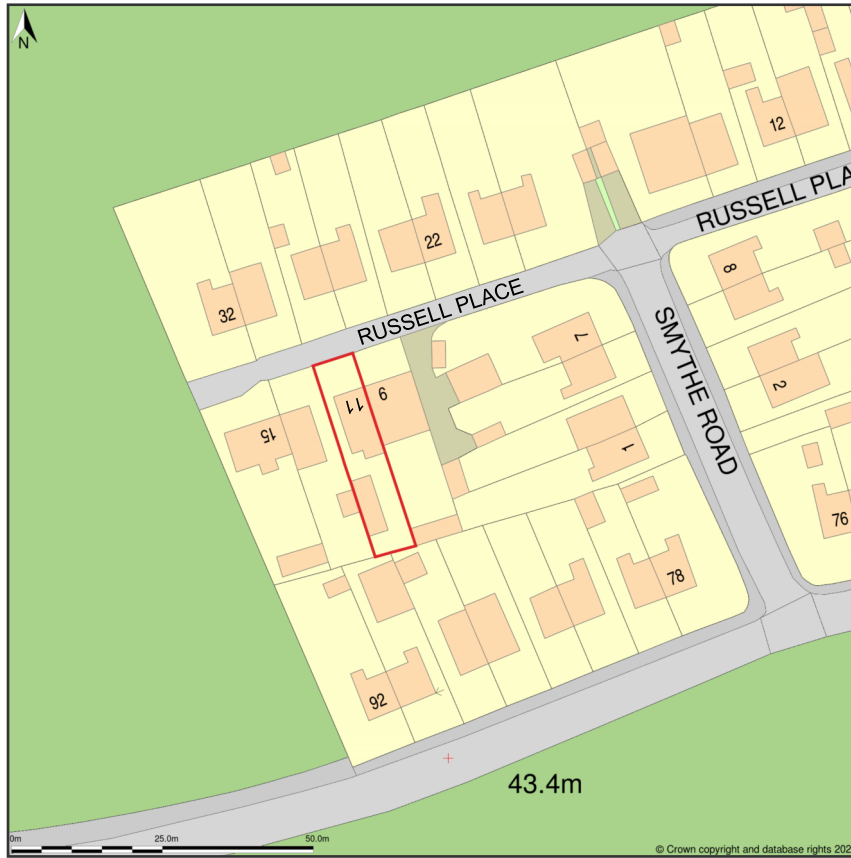 N
12
RUSSELL PLA
22
8
32
RUSSELL PLACE
7
SMYTHE ROAD
2
9
11
15
1
76
78
92
43.4m
0m 25.0m 50.0m
© Crown copyright and database rights 202